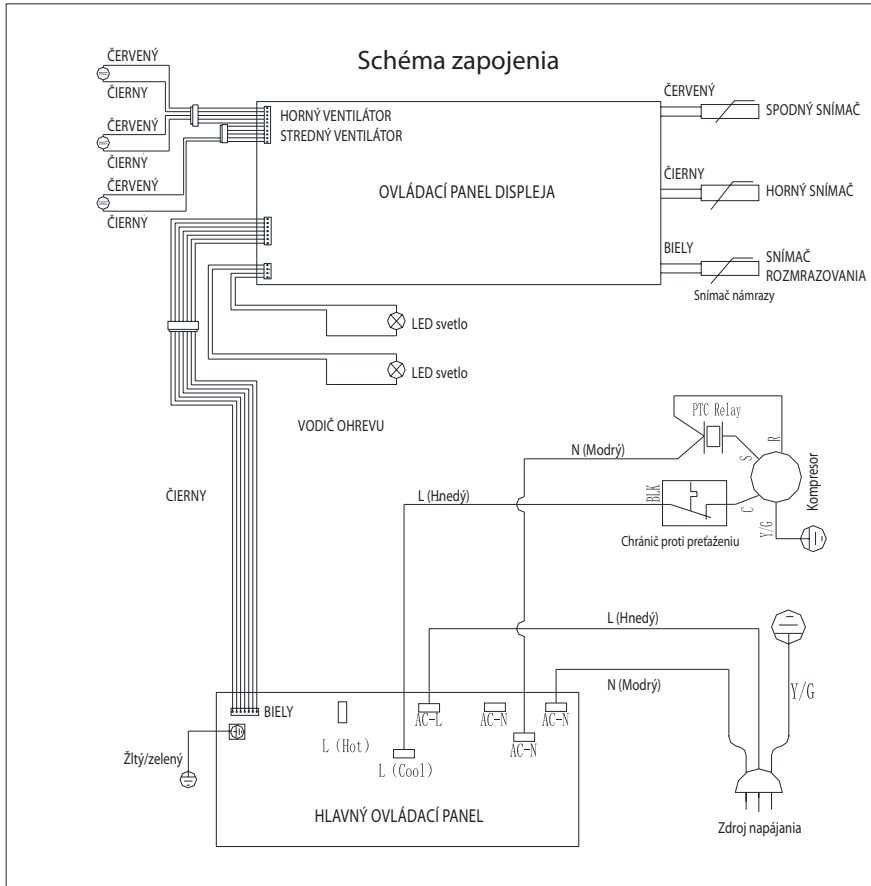 Schéma zapojenia
ČERVENÝ
ČIERNY
ČERVENÝ
ČIERNY
ČERVENÝ
ČIERNY
HORNÝ VENTILÁTOR
STREDNÝ VENTILÁTOR
OVLÁDACÍ PANEL DISPLEJA
ČERVENÝ
SPODNÝ SNÍMAČ
ČIERNY
HORNÝ SNÍMAČ
BIELY
SNÍMAČ
ROZMRAZOVANIA
Snímač námrazy
LED svetlo
LED svetlo
VODIČ OHREVU
PTC Relay
N (Modrý)
S
R
Kompresor
ČIERNY
L (Hnedý)
BLK
C
Y/G
Chránič proti preťaženiu
L (Hnedý)
N (Modrý)
Y/G
BIELY
L (Hot)
L (Cool)
AC-L
AC-N
AC-N
AC-N
Žltý/zelený
HLAVNÝ OVLÁDACÍ PANEL
Zdroj napájania